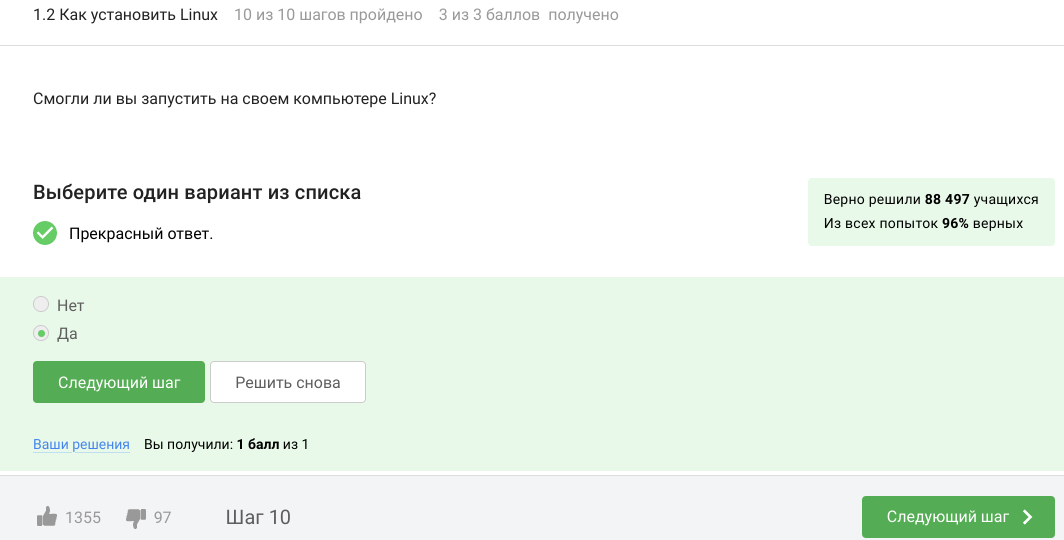 1.2 Как установить Linux 10 из 10 шагов пройдено 3 из 3 баллов получено
Смогли ли вы запустить на своем компьютере Linux?
Выберите один вариант из списка
Прекрасный ответ.
Верно решили 88 497 учащихся
Из всех попыток 96% верных
Нет
Да
Следующий шаг Решить снова
Ваши решения Вы получили: 1 балл из 1
1355 97 Шаг 10 Следующий шаг